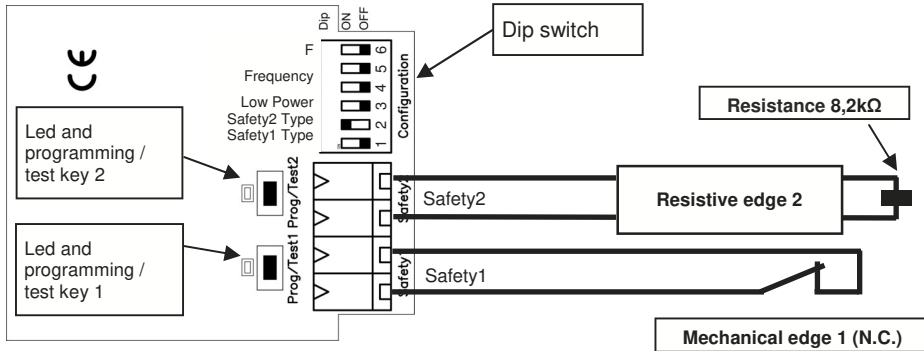 Dip
ON
OFF
CE
F
Frequency
Low Power
Safety2 Type
Safety1 Type
6
5
4
3
2
1
Configuration
Dip switch
Resistance 8,2kΩ
Led and
programming /
test key 2
Prog/Test2
Safety2
Safety2
Resistive edge 2
Led and
programming /
test key 1
Prog/Test1
Safety1
Safety1
Mechanical edge 1 (N.C.)